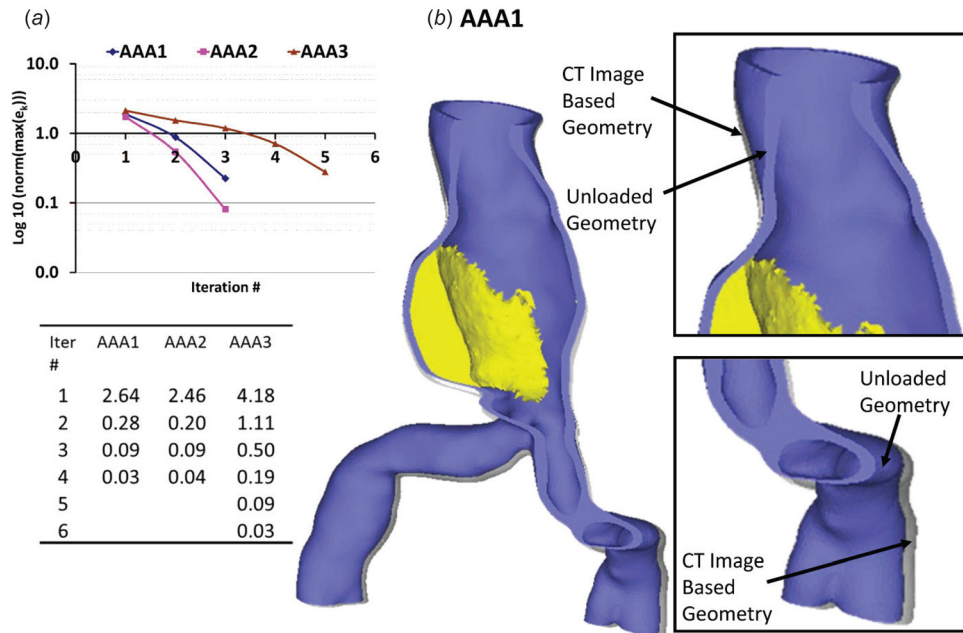 (a)
AAA1 AAA2 AAA3
10.0
1.0
0.1
0.0
0 1 2 3 4 5 6
Log 10 (norm(max(ek)))
Iteration #
Iter AAA1 AAA2 AAA3
#
1 2.64 2.46 4.18
2 0.28 0.20 1.11
3 0.09 0.09 0.50
4 0.03 0.04 0.19
5 0.09
6 0.03
(b) AAA1
CT Image
Based
Geometry
Unloaded
Geometry
Unloaded
Geometry
CT Image
Based
Geometry